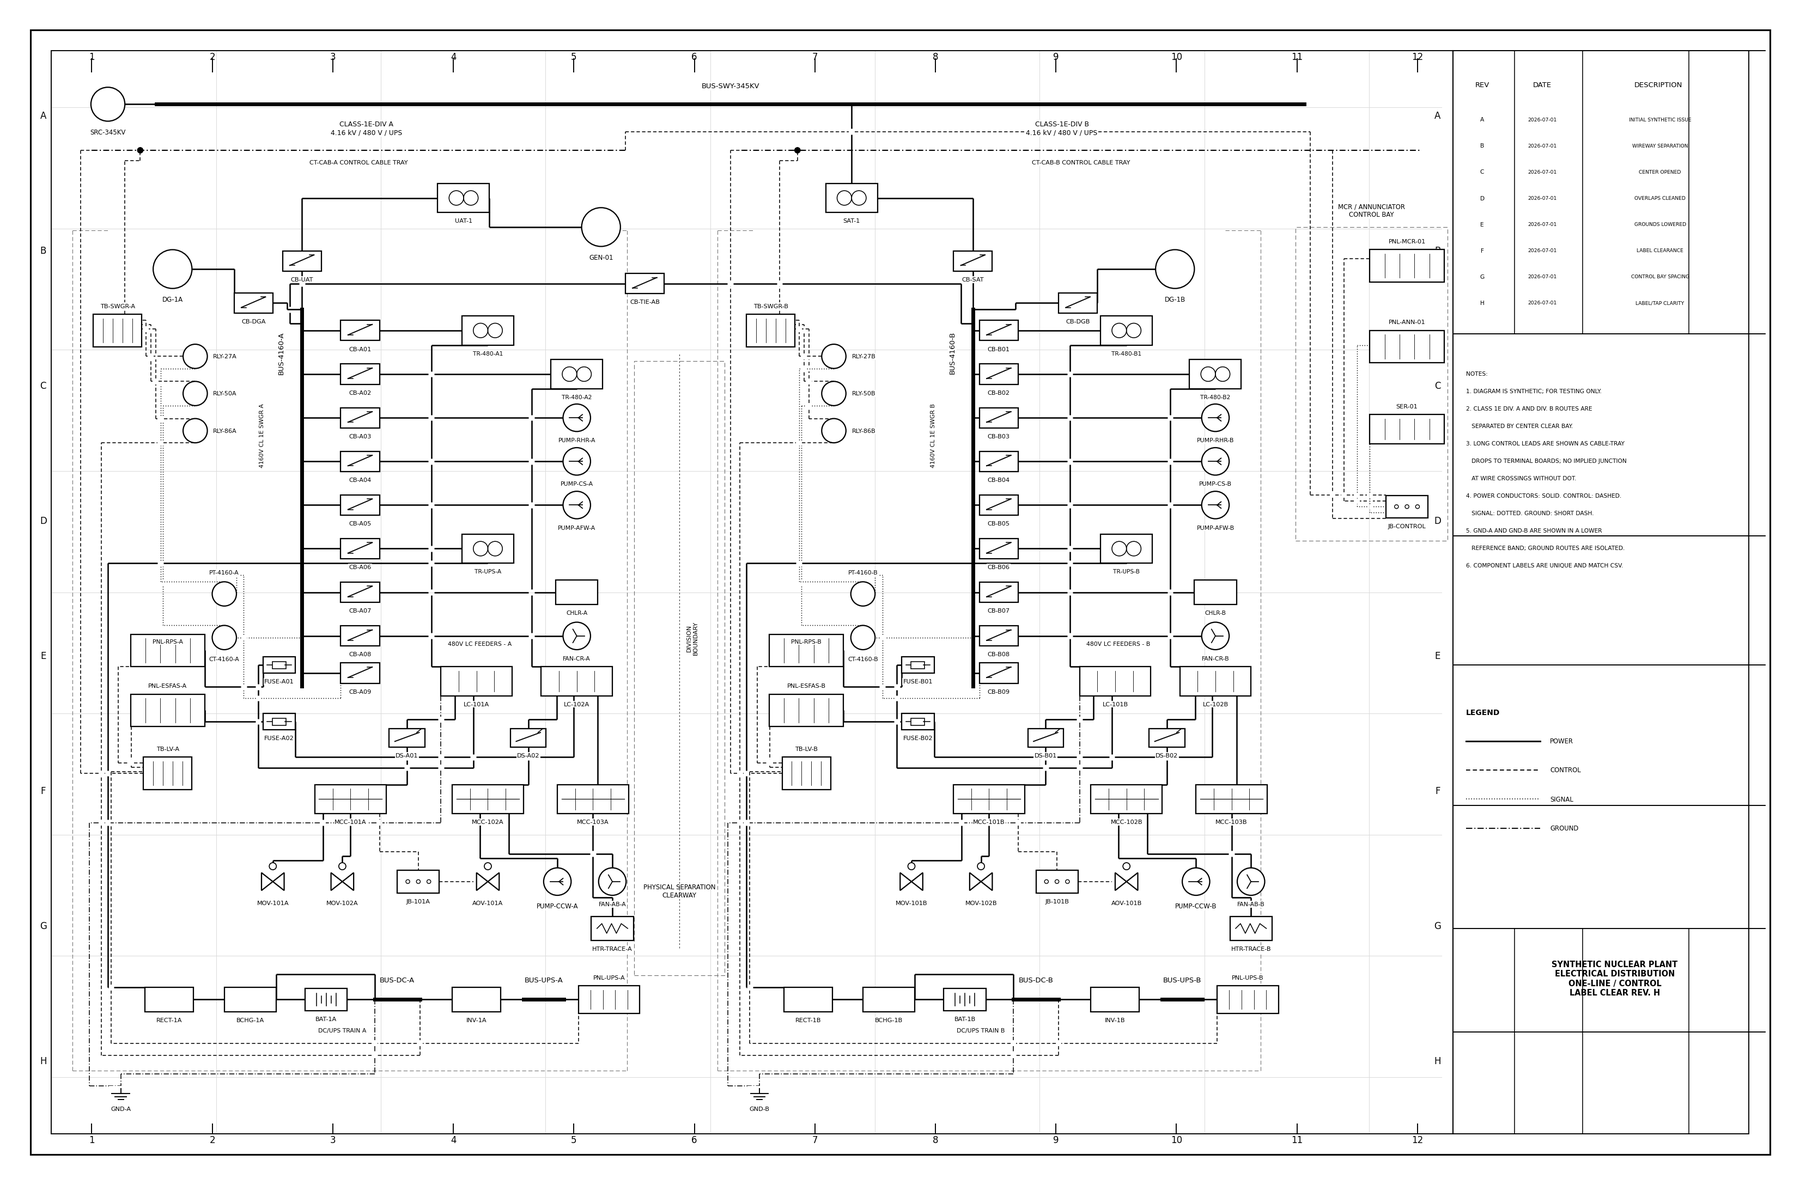 1 2 3 4 5 6 7 8 9 10 11 12
BUS-SWY-345KV
A
A
SRC-345KV
CLASS-1E-DIV A
4.16 kV / 480 V / UPS
CLASS-1E-DIV B
4.16 kV / 480 V / UPS
CT-CAB-A CONTROL CABLE TRAY
CT-CAB-B CONTROL CABLE TRAY
UAT-1
SAT-1
MCR / ANNUNCIATOR
CONTROL BAY
B
GEN-01
PNL-MCR-01
CB-UAT
CB-SAT
DG-1A
CB-TIE-AB
DG-1B
TB-SWGR-A
CB-DGA
TB-SWGR-B
CB-DGB
PNL-ANN-01
BUS-4160-A
4160V CL 1E SWGR A
BUS-4160-B
4160V CL 1E SWGR B
CB-A01
TR-480-A1
CB-B01
TR-480-B1
RLY-27A
RLY-27B
C
C
RLY-50A
CB-A02
TR-480-A2
RLY-50B
CB-B02
TR-480-B2
SER-01
RLY-86A
CB-A03
PUMP-RHR-A
RLY-86B
CB-B03
PUMP-RHR-B
CB-A04
PUMP-CS-A
CB-B04
PUMP-CS-B
D
CB-A05
PUMP-AFW-A
CB-B05
PUMP-AFW-B
JB-CONTROL
D
CB-A06
TR-UPS-A
CB-B06
TR-UPS-B
PT-4160-A
PT-4160-B
CB-A07
CHLR-A
CB-B07
CHLR-B
DIVISION
BOUNDARY
PNL-RPS-A
480V LC FEEDERS - A
PNL-RPS-B
480V LC FEEDERS - B
E
CT-4160-A
CB-A08
FAN-CR-A
CT-4160-B
CB-B08
FAN-CR-B
E
PNL-ESFAS-A
FUSE-A01
CB-A09
PNL-ESFAS-B
FUSE-B01
CB-B09
LC-101A
LC-102A
LC-101B
LC-102B
FUSE-A02
FUSE-B02
TB-LV-A
DS-A01
DS-A02
TB-LV-B
DS-B01
DS-B02
F
F
MCC-101A
MCC-102A
MCC-103A
MCC-101B
MCC-102B
MCC-103B
PHYSICAL SEPARATION
CLEARWAY
MOV-101A
MOV-102A
JB-101A
AOV-101A
PUMP-CCW-A
FAN-AB-A
MOV-101B
MOV-102B
JB-101B
AOV-101B
PUMP-CCW-B
FAN-AB-B
G
G
HTR-TRACE-A
HTR-TRACE-B
BUS-DC-A
BUS-UPS-A
PNL-UPS-A
BUS-DC-B
BUS-UPS-B
PNL-UPS-B
RECT-1A
BCHG-1A
BAT-1A
INV-1A
RECT-1B
BCHG-1B
BAT-1B
INV-1B
DC/UPS TRAIN A
DC/UPS TRAIN B
H
H
GND-A
GND-B
1 2 3 4 5 6 7 8 9 10 11 12
REV DATE DESCRIPTION
A 2026-07-01 INITIAL SYNTHETIC ISSUE
B 2026-07-01 WIREWAY SEPARATION
C 2026-07-01 CENTER OPENED
D 2026-07-01 OVERLAPS CLEANED
E 2026-07-01 GROUNDS LOWERED
F 2026-07-01 LABEL CLEARANCE
G 2026-07-01 CONTROL BAY SPACING
H 2026-07-01 LABEL/TAP CLARITY
NOTES:
1. DIAGRAM IS SYNTHETIC; FOR TESTING ONLY.
2. CLASS 1E DIV. A AND DIV. B ROUTES ARE
SEPARATED BY CENTER CLEAR BAY.
3. LONG CONTROL LEADS ARE SHOWN AS CABLE-TRAY
DROPS TO TERMINAL BOARDS; NO IMPLIED JUNCTION
AT WIRE CROSSINGS WITHOUT DOT.
4. POWER CONDUCTORS: SOLID. CONTROL: DASHED.
SIGNAL: DOTTED. GROUND: SHORT DASH.
5. GND-A AND GND-B ARE SHOWN IN A LOWER
REFERENCE BAND; GROUND ROUTES ARE ISOLATED.
6. COMPONENT LABELS ARE UNIQUE AND MATCH CSV.
LEGEND
POWER
CONTROL
SIGNAL
GROUND
SYNTHETIC NUCLEAR PLANT
ELECTRICAL DISTRIBUTION
ONE-LINE / CONTROL
LABEL CLEAR REV. H